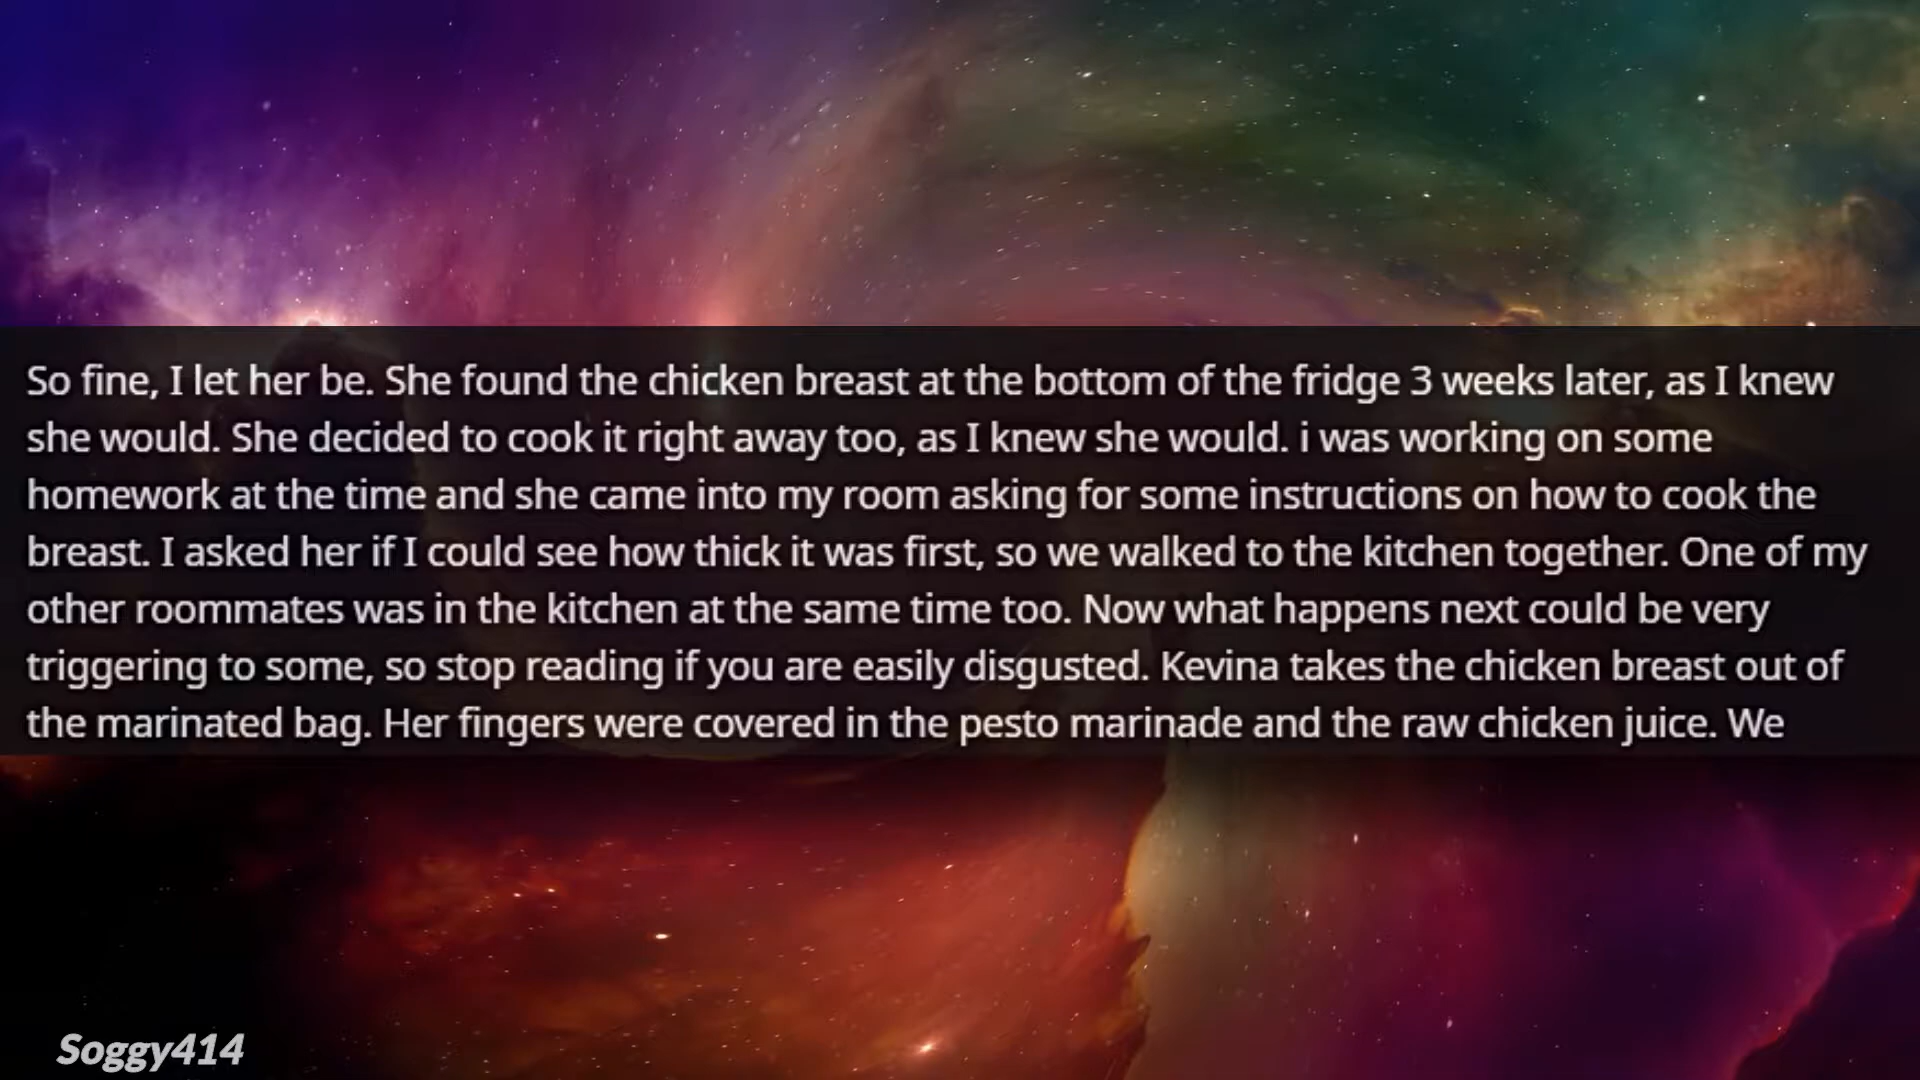 So fine, I let her be. She found the chicken breast at the bottom of the fridge 3 weeks later, as I knew
she would. She decided to cook it right away too, as I knew she would. i was working on some
homework at the time and she came into my room asking for some instructions on how to cook the
breast. I asked her if I could see how thick it was first, so we walked to the kitchen together. One of my
other roommates was in the kitchen at the same time too. Now what happens next could be very
triggering to some, so stop reading if you are easily disgusted. Kevina takes the chicken breast out of
the marinated bag. Her fingers were covered in the pesto marinade and the raw chicken juice. We
Soggy414